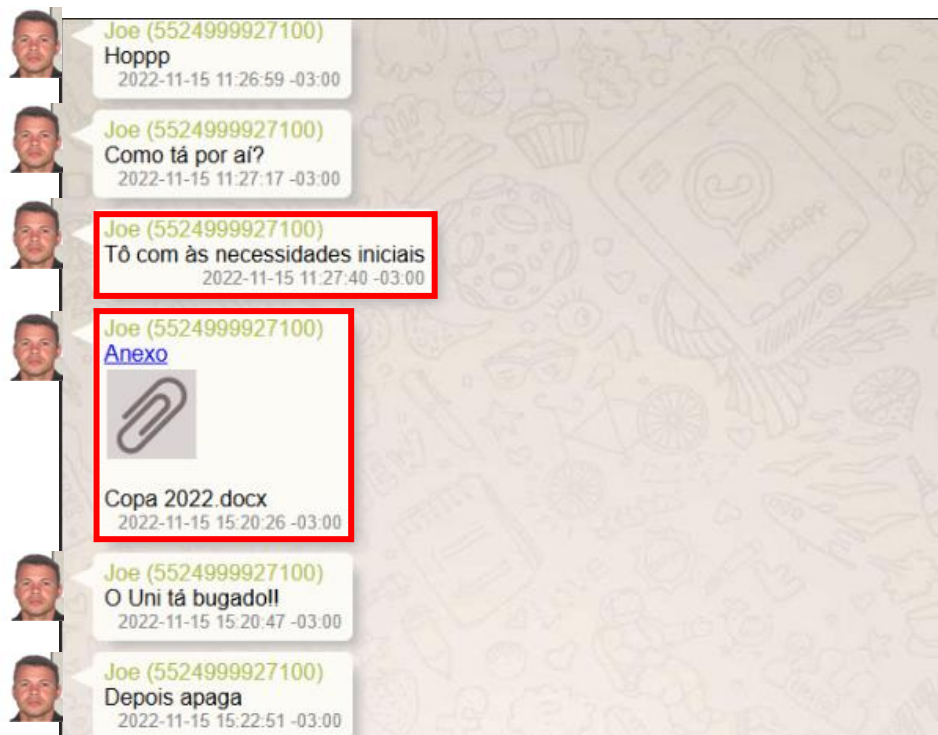 Joe (5524999927100)
Hoppp
2022-11-15 11:26:59 -03:00
Joe (5524999927100)
Como tá por aí?
2022-11-15 11:27:17 -03:00
Joe (5524999927100)
Tô com às necessidades iniciais
2022-11-15 11:27:40 -03:00
Joe (5524999927100)
Anexo
Copa 2022.docx
2022-11-15 15:20:26 -03:00
Joe (5524999927100)
O Uni tá bugado!!
2022-11-15 15:20:47 -03:00
Joe (5524999927100)
Depois apaga
2022-11-15 15:22:51 -03:00
WhatsApp